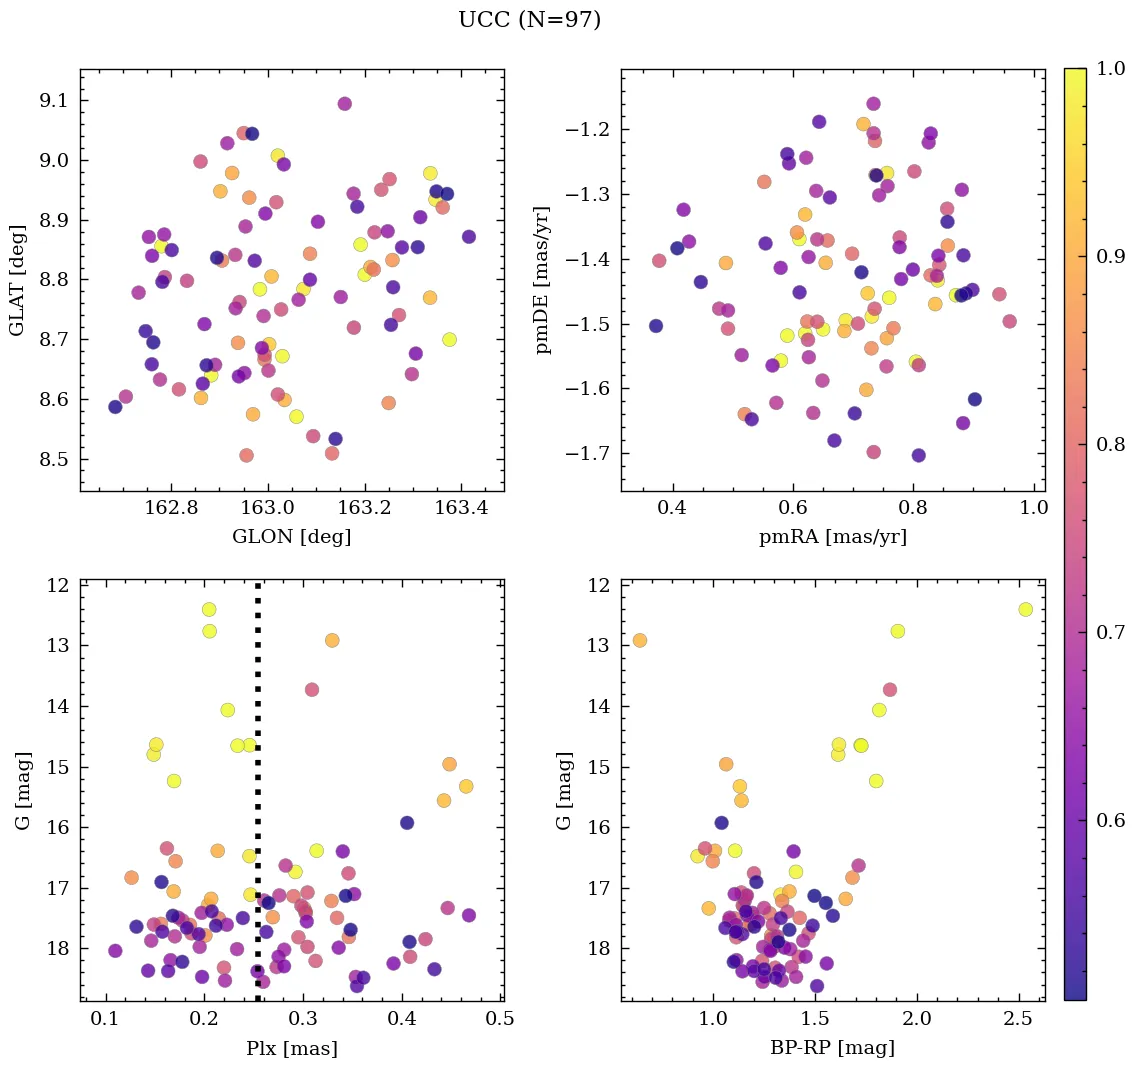 UCC (N=97)
9.1
9.0
8.9
8.8
8.7
8.6
8.5
GLAT [deg]
162.8 163.0 163.2 163.4
GLON [deg]
−1.2
−1.3
−1.4
−1.5
−1.6
−1.7
pmDE [mas/yr]
0.4 0.6 0.8 1.0
pmRA [mas/yr]
12
13
14
15
16
17
18
G [mag]
0.1 0.2 0.3 0.4 0.5
Plx [mas]
12
13
14
15
16
17
18
G [mag]
1.0 1.5 2.0 2.5
BP-RP [mag]
1.0
0.9
0.8
0.7
0.6